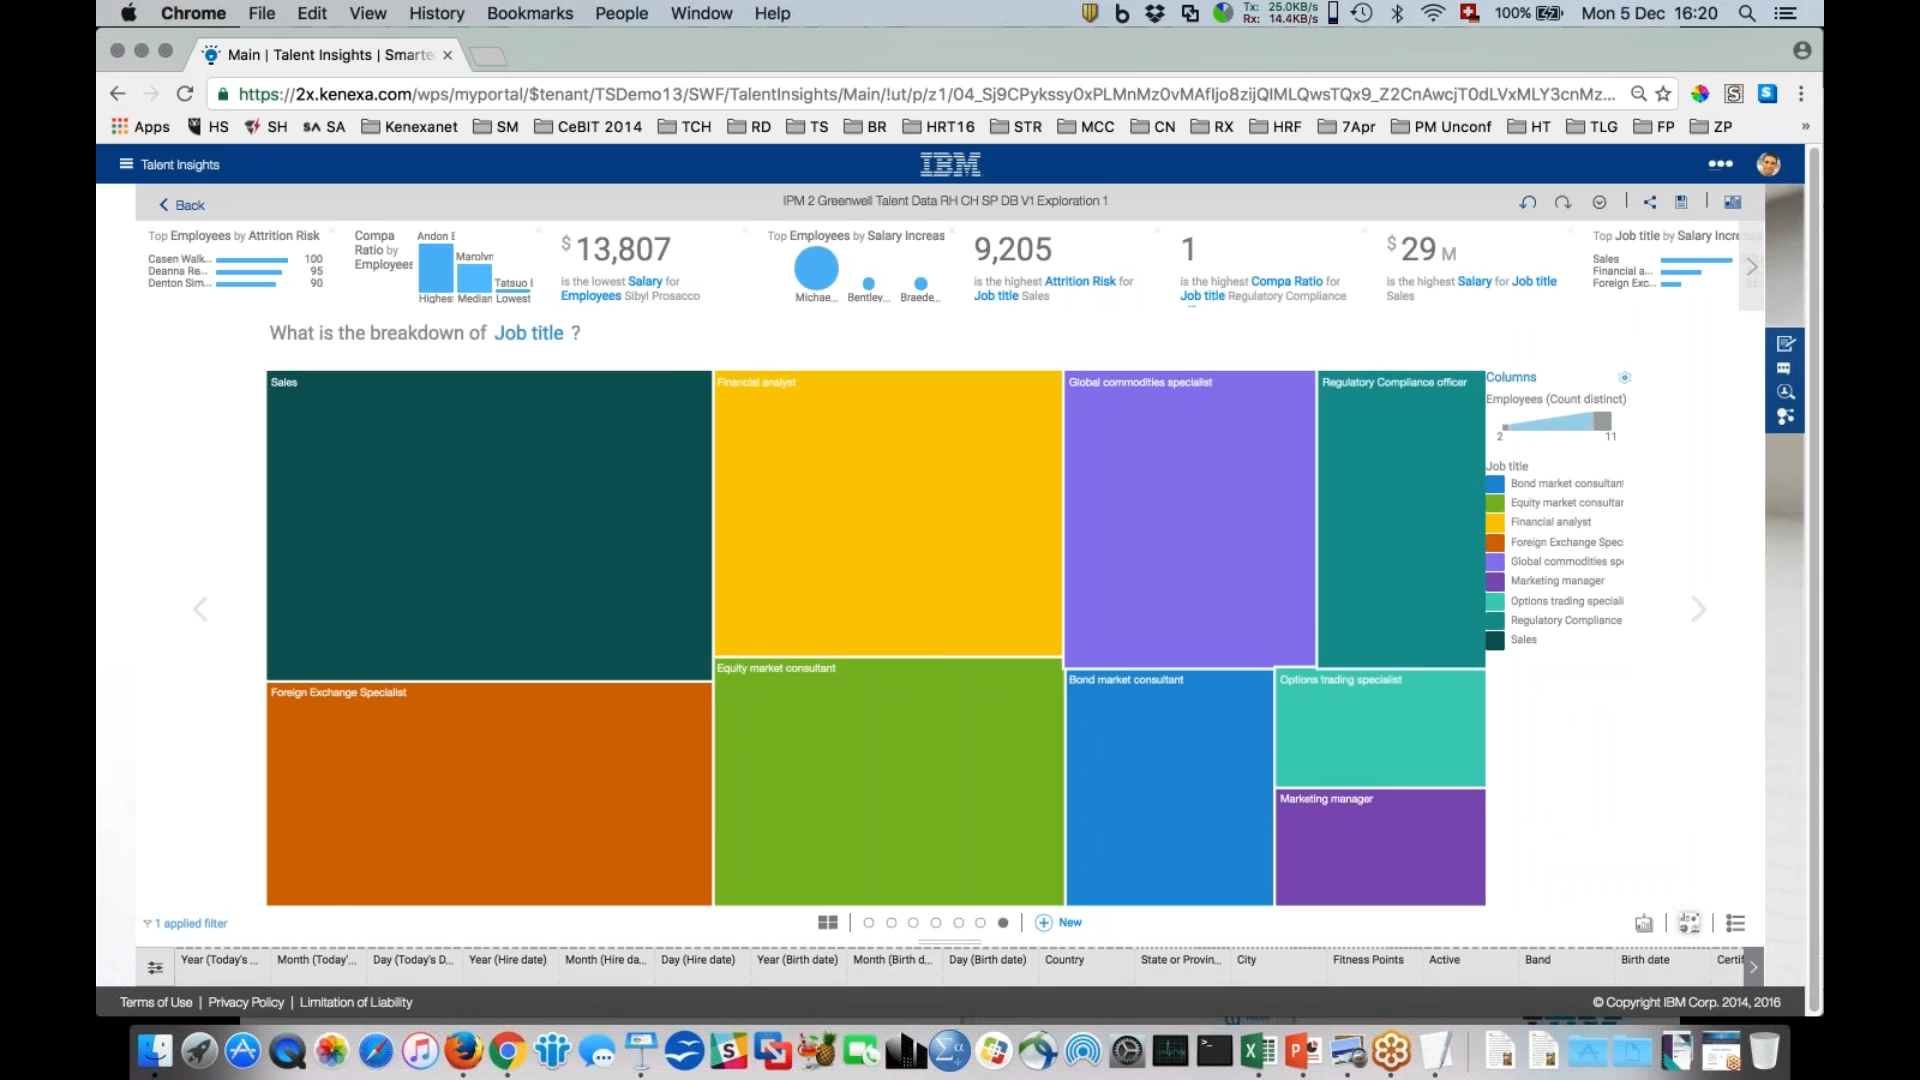 Chrome File Edit View History Bookmarks People Window Help
Tx: 25.0KB/s
Rx: 14.4KB/s
100% Mon 5 Dec 16:20
Main | Talent Insights | Smarte
https://2x.kenexa.com/wps/myportal/$tenant/TSDemo13/SWF/TalentInsights/Main/!ut/p/z1/04_Sj9CPykssy0xPLMnMz0vMAfIjo8zijQIMLQwsTQx9_Z2CnAwcjT0dLVxMLY3cnMz...
Apps HS SH SA Kenexanet SM CeBIT 2014 TCH RD TS BR HRT16 STR MCC CN RX HRF 7Apr PM Unconf HT TLG FP ZP »
Talent Insights IBM
Back IPM 2 Greenwell Talent Data RH CH SP DB V1 Exploration 1
Top Employees by Attrition Risk
Casen Walk... 100
Deanna Re... 95
Denton Sim... 90
Compa
Ratio by
Employees
Andon E
Marolyn
Tatsuo
Highest Median Lowest
$ 13,807
is the lowest Salary for
Employees Sibyl Prosacco
Top Employees by Salary Increas
Michae... Bentley... Braede...
9,205
is the highest Attrition Risk for
Job title Sales
1
is the highest Compa Ratio for
Job title Regulatory Compliance
$ 29 M
is the highest Salary for Job title
Sales
Top Job title by Salary Incre
Sales
Financial a...
Foreign Exc...
What is the breakdown of Job title ?
Sales
Financial analyst
Global commodities specialist
Regulatory Compliance officer
Foreign Exchange Specialist
Equity market consultant
Bond market consultant
Options trading specialist
Marketing manager
Columns
Employees (Count distinct)
2 11
Job title
Bond market consultant
Equity market consultar
Financial analyst
Foreign Exchange Spec
Global commodities spe
Marketing manager
Options trading speciali
Regulatory Compliance
Sales
1 applied filter
New
Year (Today's ... Month (Today'... Day (Today's D... Year (Hire date) Month (Hire da... Day (Hire date) Year (Birth date) Month (Birth d... Day (Birth date) Country State or Provin... City Fitness Points Active Band Birth date Certif
Terms of Use | Privacy Policy | Limitation of Liability
© Copyright IBM Corp. 2014, 2016